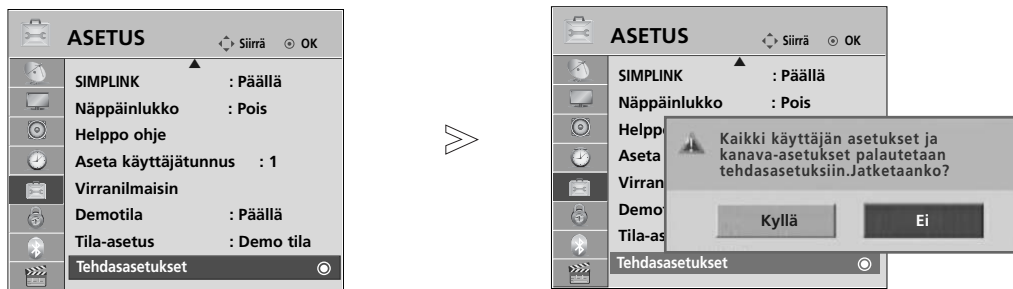 ASETUS
Siirrä OK
SIMPLINK : Päällä
Näppäinlukko : Pois
Helppo ohje
Aseta käyttäjätunnus : 1
Virranilmaisin
Demotila : Päällä
Tila-asetus : Demo tila
Tehdasasetukset
ASETUS
Siirrä OK
SIMPLINK : Päällä
Näppäinlukko : Pois
Helpp
Aseta
Virran
Demot
Tila-as
Tehdasasetukset
Kaikki käyttäjän asetukset ja
kanava-asetukset palautetaan
tehdasasetuksiin.Jatketaanko?
Kyllä Ei